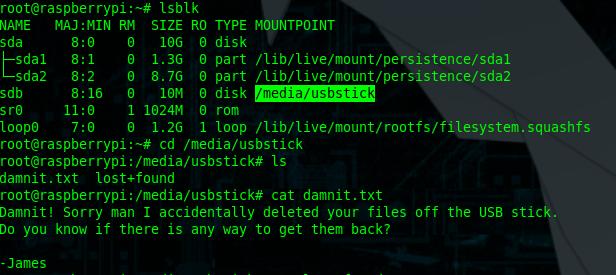 root@raspberrypi:~# lsblk
NAME   MAJ:MIN RM  SIZE RO TYPE MOUNTPOINT
sda      8:0    0   10G  0 disk
├─sda1   8:1    0  1.3G  0 part /lib/live/mount/persistence/sda1
└─sda2   8:2    0  8.7G  0 part /lib/live/mount/persistence/sda2
sdb      8:16   0   10M  0 disk /media/usbstick
sr0     11:0    1 1024M  0 rom
loop0    7:0    0  1.2G  1 loop /lib/live/mount/rootfs/filesystem.squashfs
root@raspberrypi:~# cd /media/usbstick
root@raspberrypi:/media/usbstick# ls
damnit.txt  lost+found
root@raspberrypi:/media/usbstick# cat damnit.txt
Damnit! Sorry man I accidentally deleted your files off the USB stick.
Do you know if there is any way to get them back?
-James